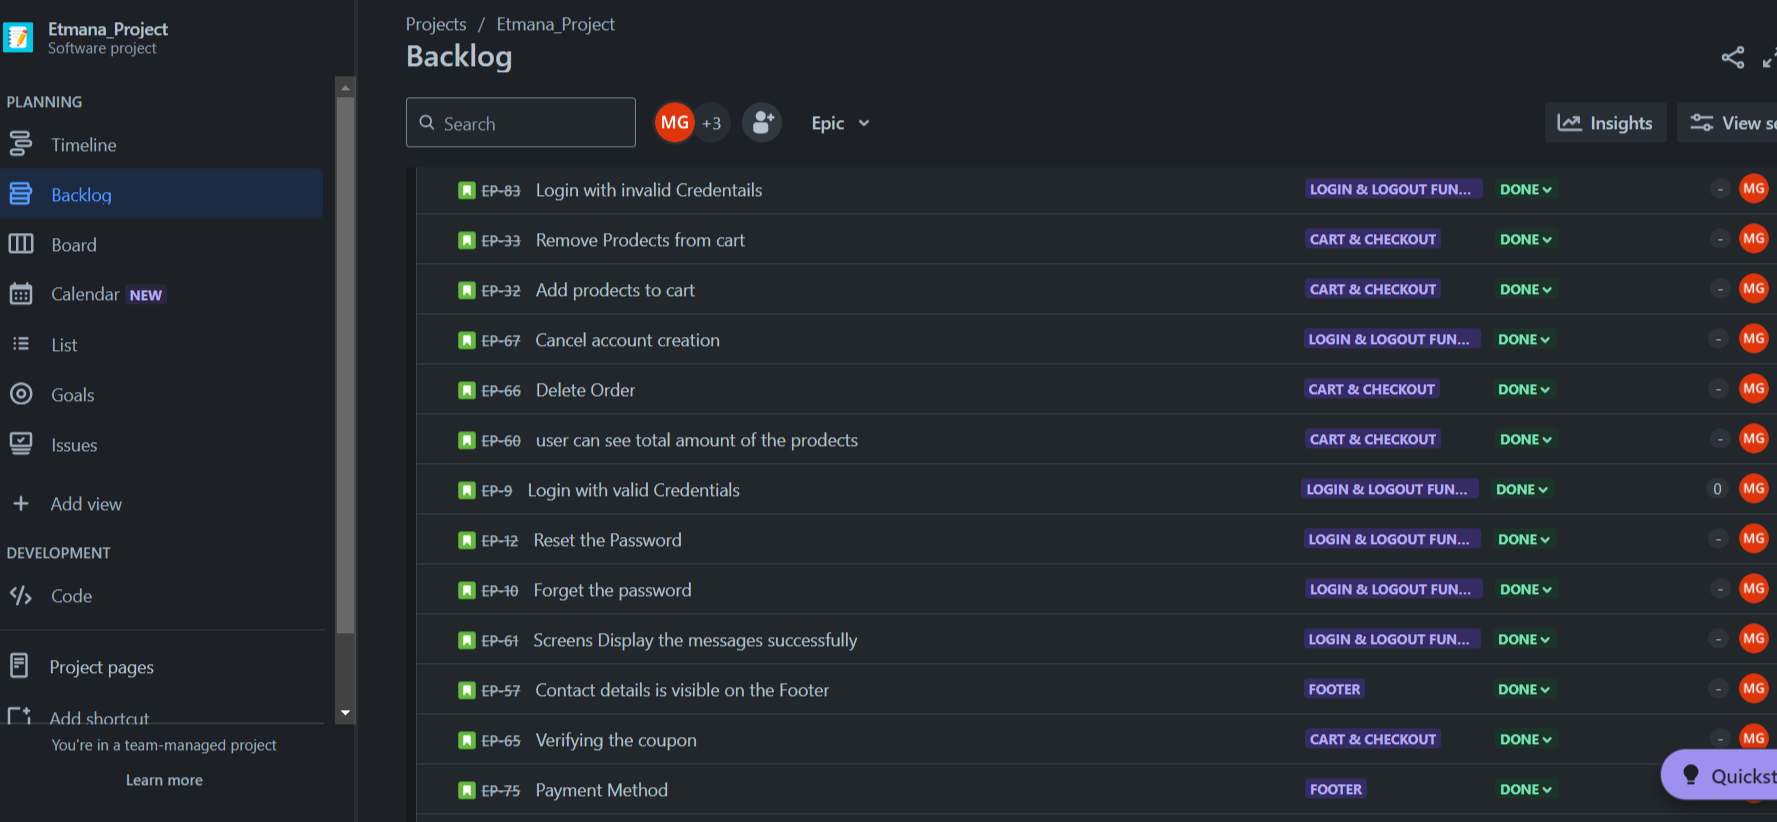 Etmana_Project
Software project
PLANNING
Timeline
Backlog
Board
Calendar NEW
List
Goals
Issues
Add view
DEVELOPMENT
Code
Project pages
Add shortcut
You're in a team-managed project
Learn more
Projects / Etmana_Project
Backlog
Search MG +3 Epic Insights View se
EP-83 Login with invalid Credentails LOGIN & LOGOUT FUN... DONE - MG
EP-33 Remove Prodects from cart CART & CHECKOUT DONE - MG
EP-32 Add prodects to cart CART & CHECKOUT DONE - MG
EP-67 Cancel account creation LOGIN & LOGOUT FUN... DONE - MG
EP-66 Delete Order CART & CHECKOUT DONE - MG
EP-60 user can see total amount of the prodects CART & CHECKOUT DONE - MG
EP-9 Login with valid Credentials LOGIN & LOGOUT FUN... DONE 0 MG
EP-12 Reset the Password LOGIN & LOGOUT FUN... DONE - MG
EP-10 Forget the password LOGIN & LOGOUT FUN... DONE - MG
EP-61 Screens Display the messages successfully LOGIN & LOGOUT FUN... DONE - MG
EP-57 Contact details is visible on the Footer FOOTER DONE - MG
EP-65 Verifying the coupon CART & CHECKOUT DONE - MG
EP-75 Payment Method FOOTER DONE
Quickst